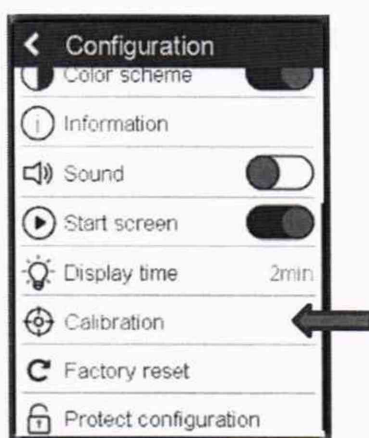 Configuration
Color scheme
Information
Sound
Start screen
Display time 2min
Calibration
Factory reset
Protect configuration